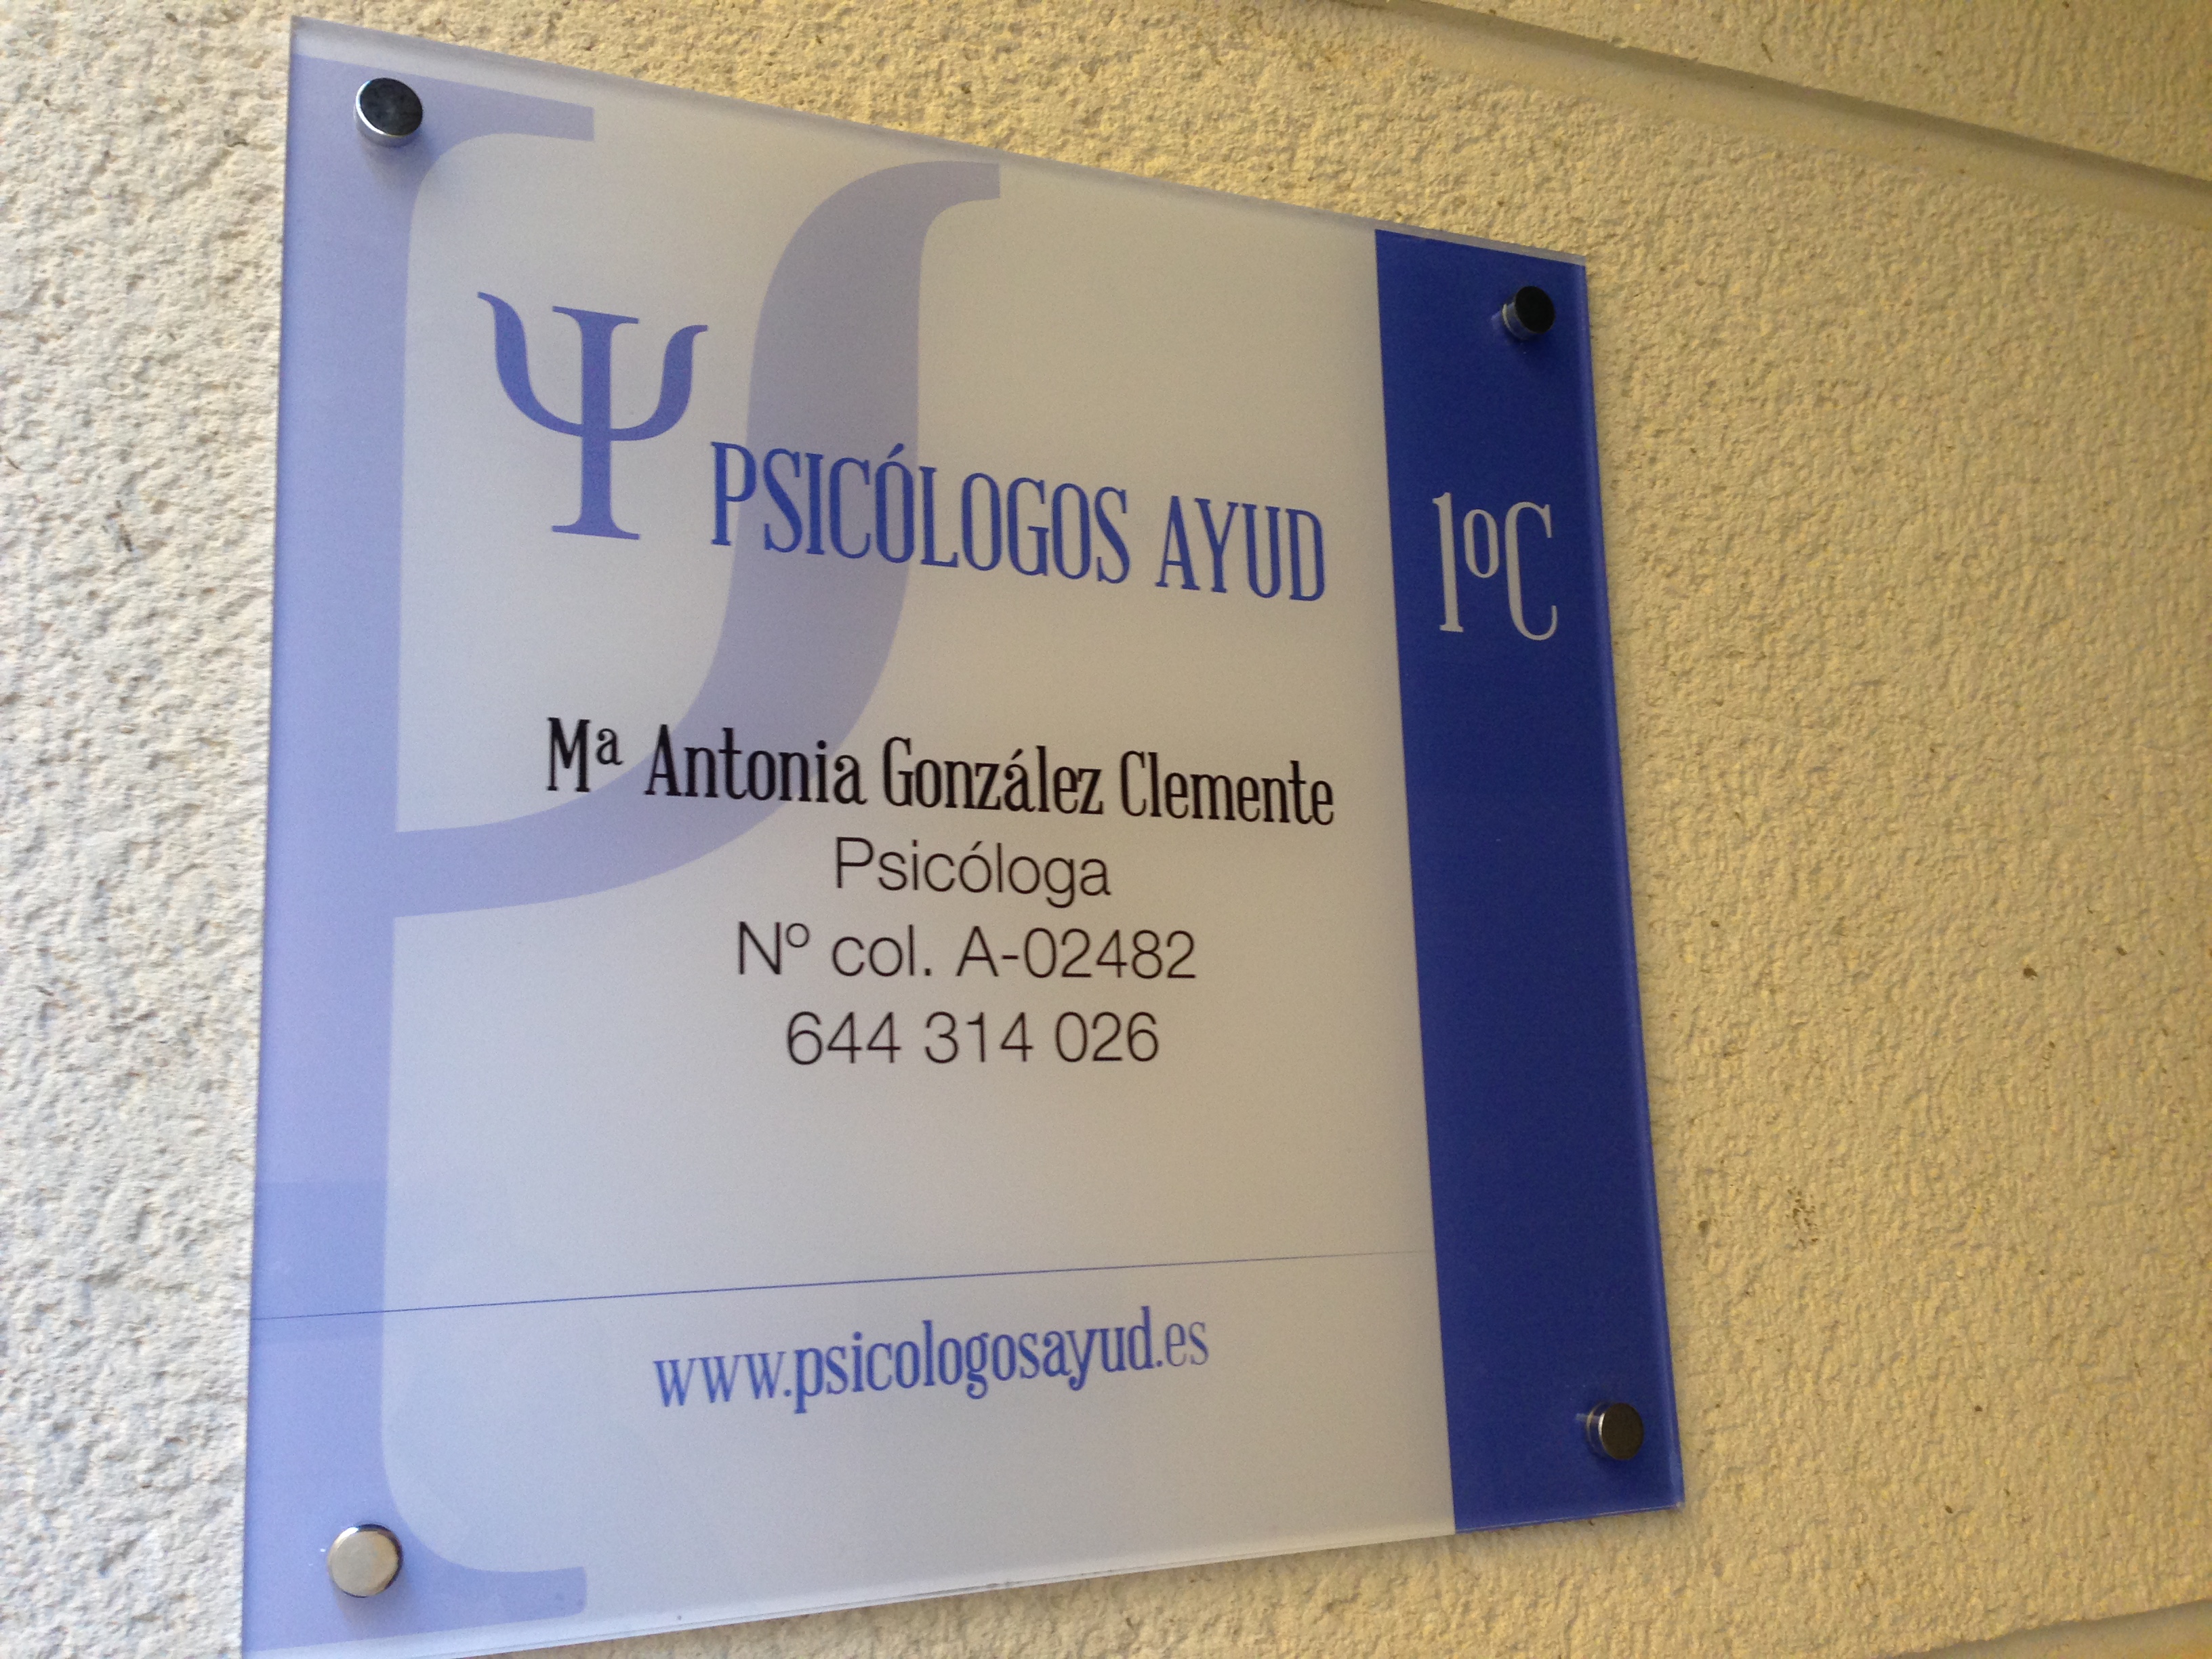 Ψ PSICÓLOGOS AYUD
1ºC
Mª Antonia González Clemente
Psicóloga
Nº col. A-02482
644 314 026
www.psicologosayud.es